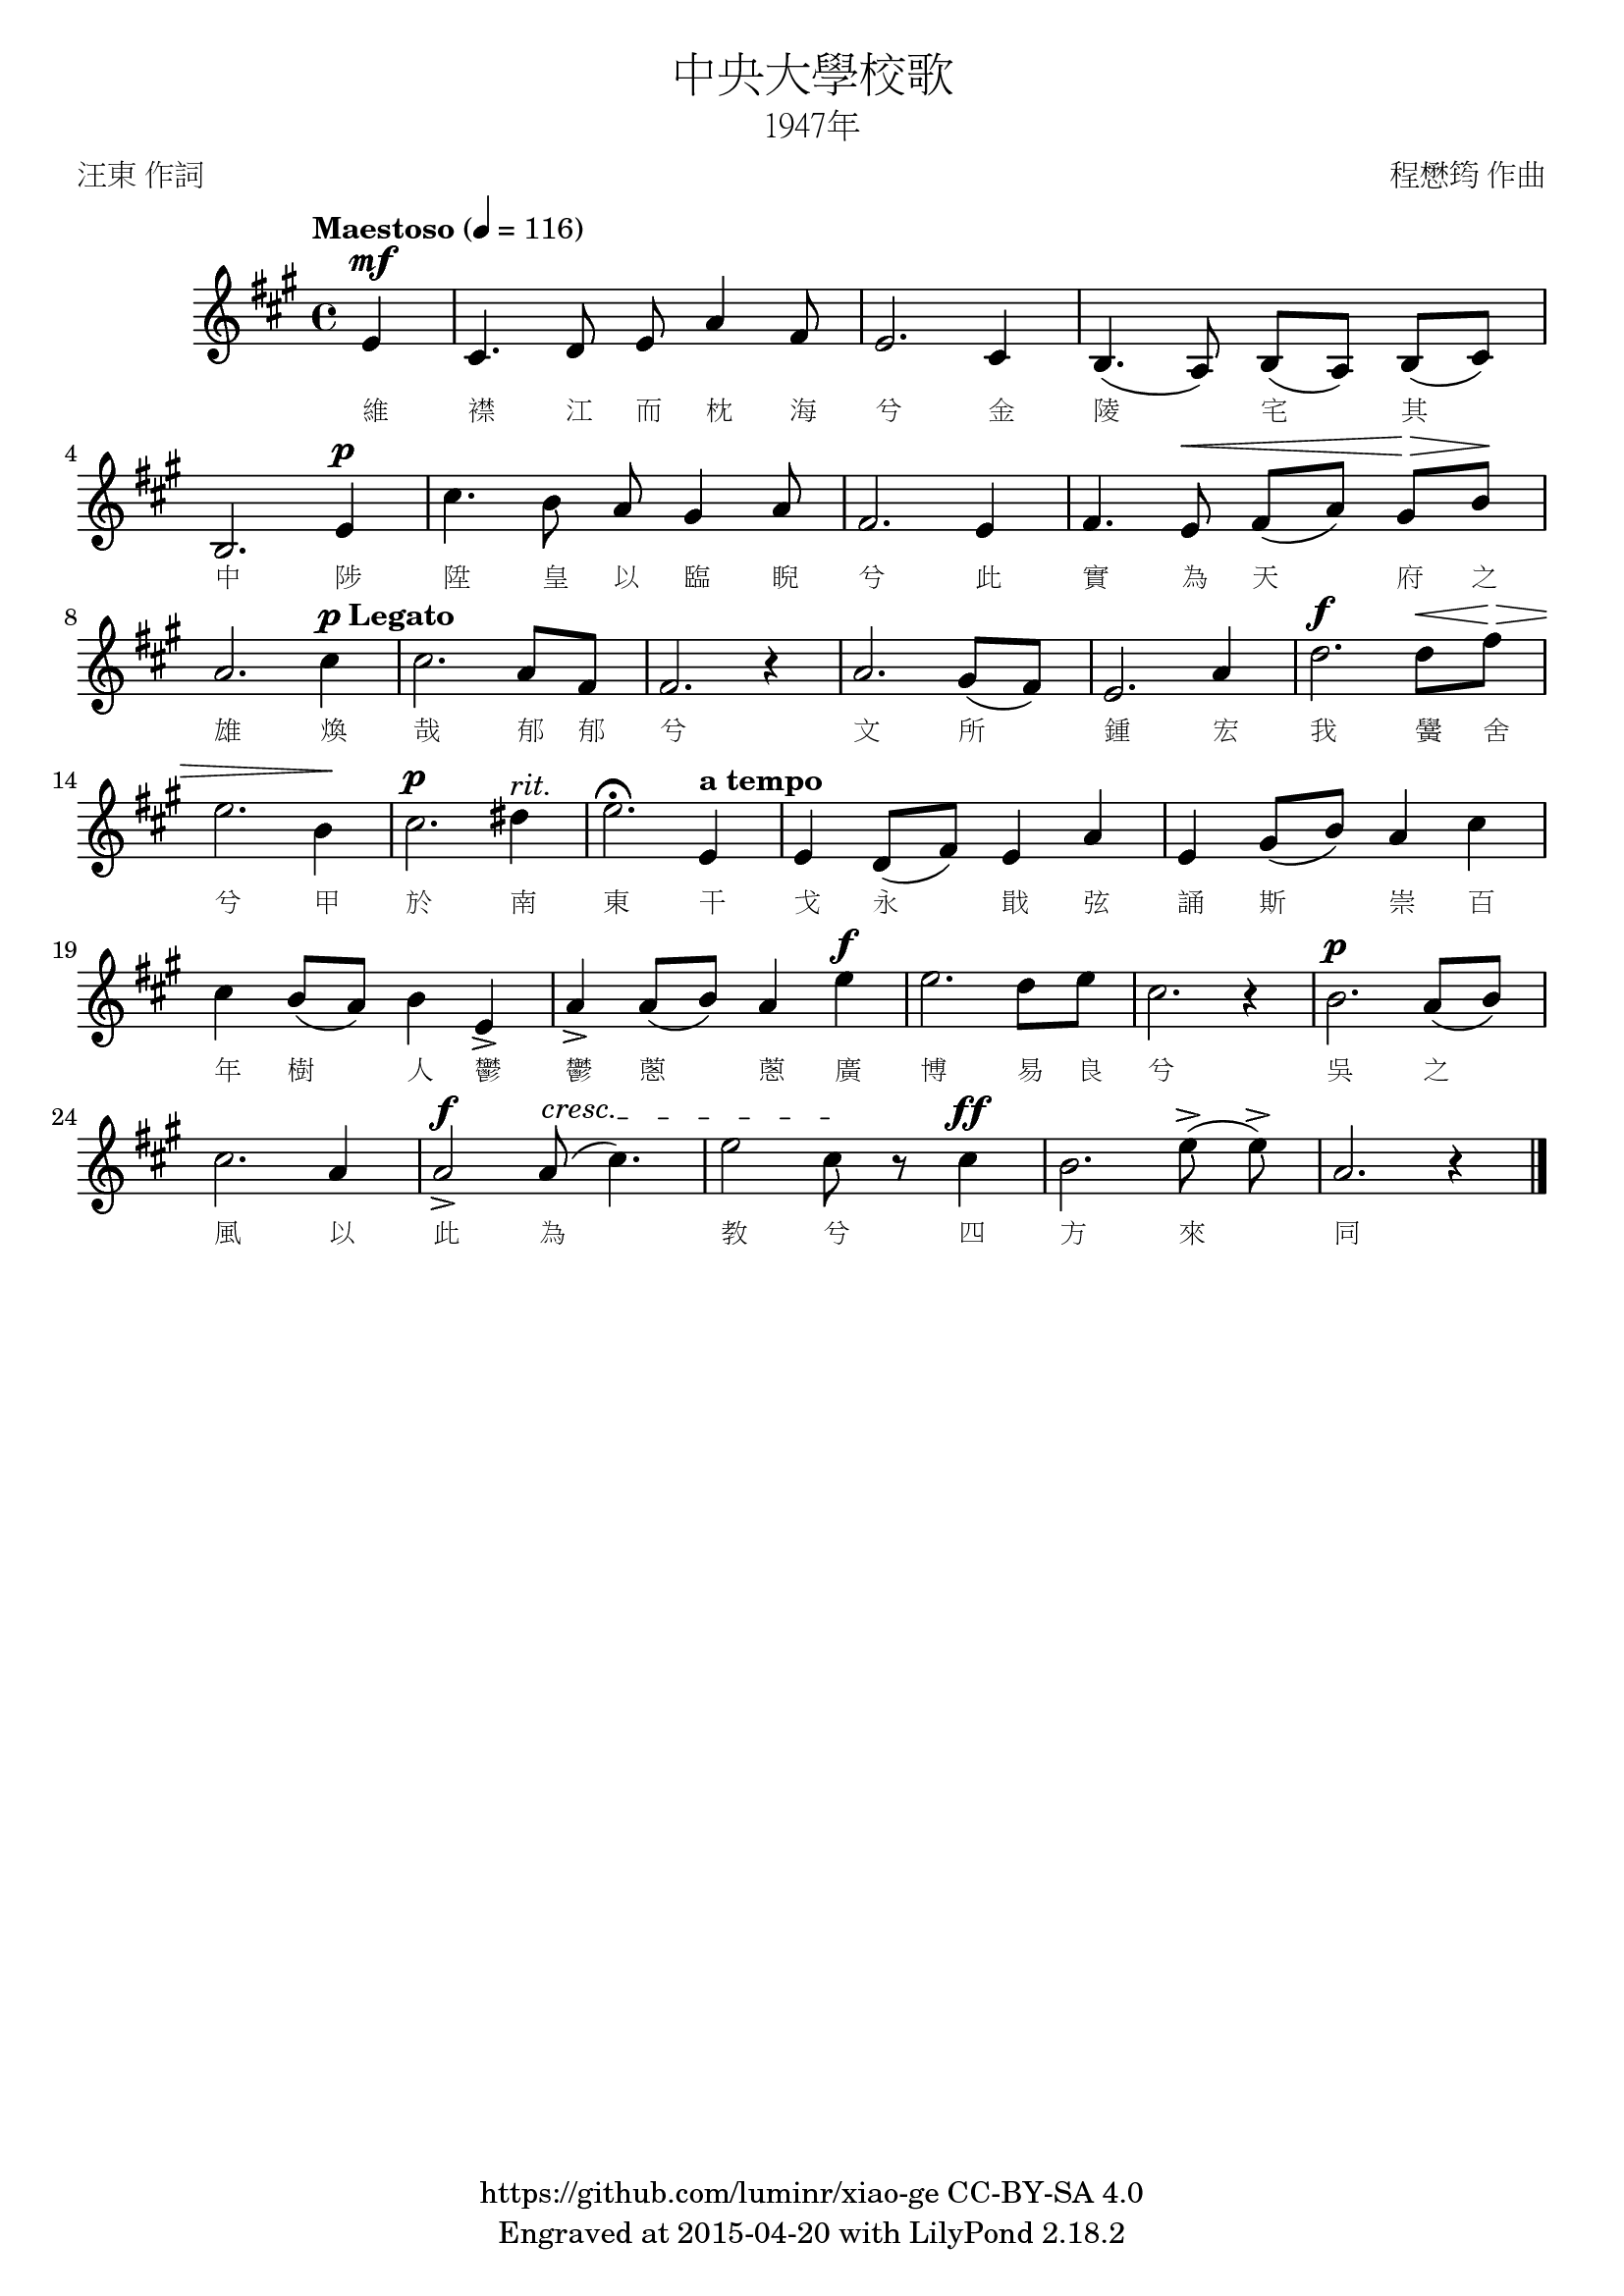 中央大學校歌
1947年
汪東 作詞
程懋筠 作曲
Maestoso (♩ = 116)
mf
維 襟 江 而 枕 海 兮 金 陵 宅 其
4
p
中 陟 陞 皇 以 臨 睨 兮 此 實 為 天 府 之
8
p Legato
f
雄 煥 哉 郁 郁 兮 文 所 鍾 宏 我 黌 舍
14
p rit. a tempo
兮 甲 於 南 東 干 戈 永 戢 弦 誦 斯 崇 百
19
f p
年 樹 人 鬱 鬱 蔥 蔥 廣 博 易 良 兮 吳 之
24
f cresc. ff
風 以 此 為 教 兮 四 方 來 同
https://github.com/luminr/xiao-ge CC-BY-SA 4.0
Engraved at 2015-04-20 with LilyPond 2.18.2